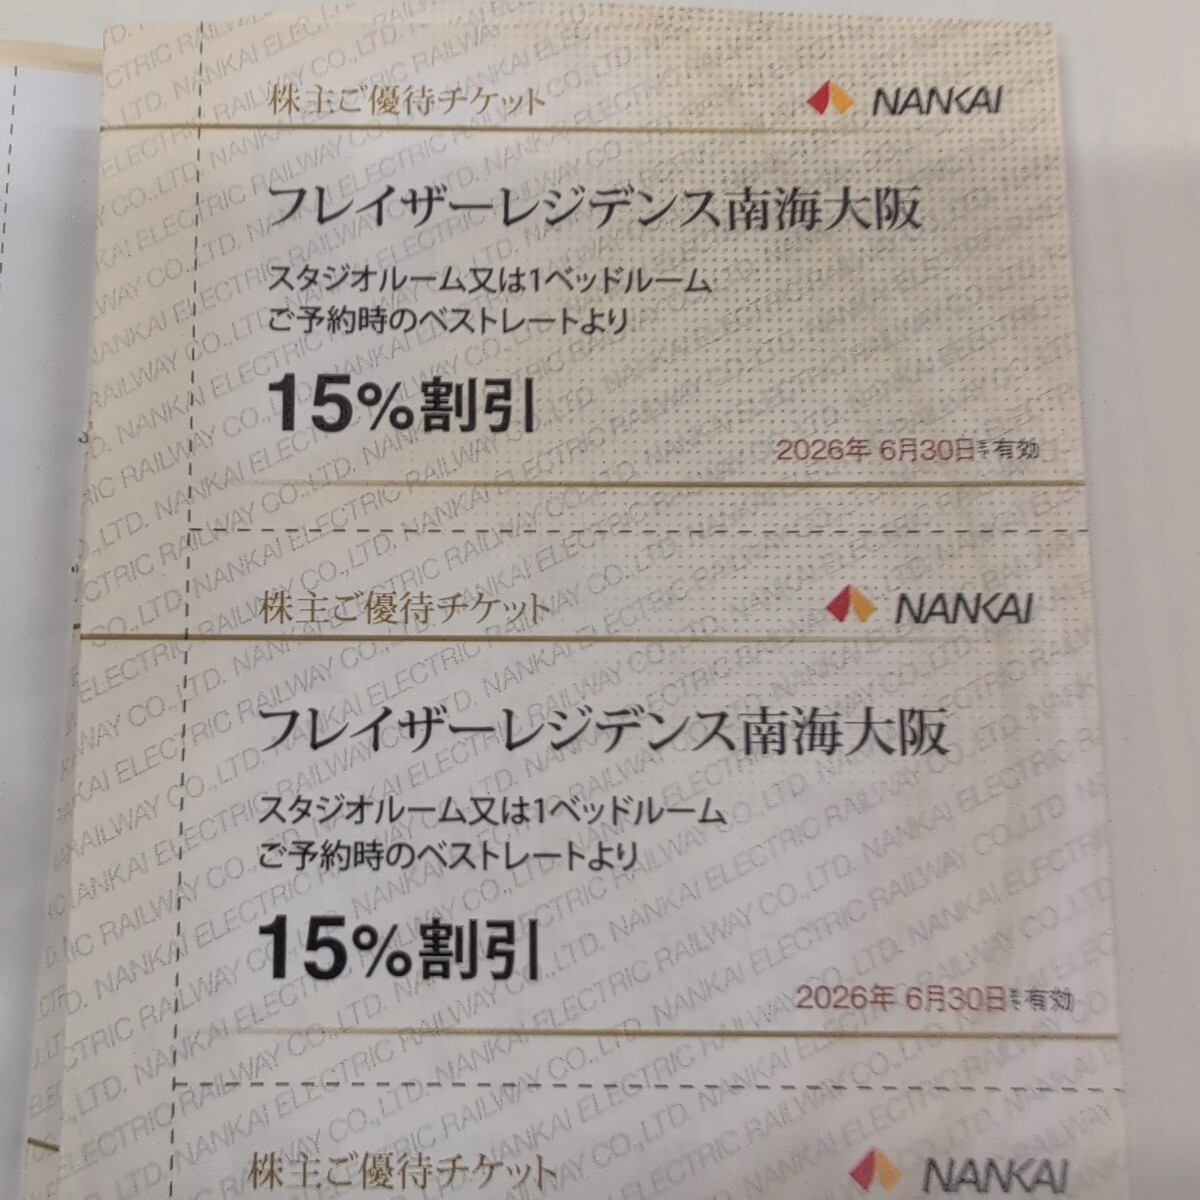 株主ご優待チケット NANKAI
フレイザーレジデンス南海大阪
スタジオルーム又は1ベッドルーム
ご予約時のベストレートより
15%割引
2026年 6月30日まで有効
株主ご優待チケット NANKAI
フレイザーレジデンス南海大阪
スタジオルーム又は1ベッドルーム
ご予約時のベストレートより
15%割引
2026年 6月30日まで有効
株主ご優待チケット NANKAI
NANKAI ELECTRIC RAILWAY CO.,LTD.